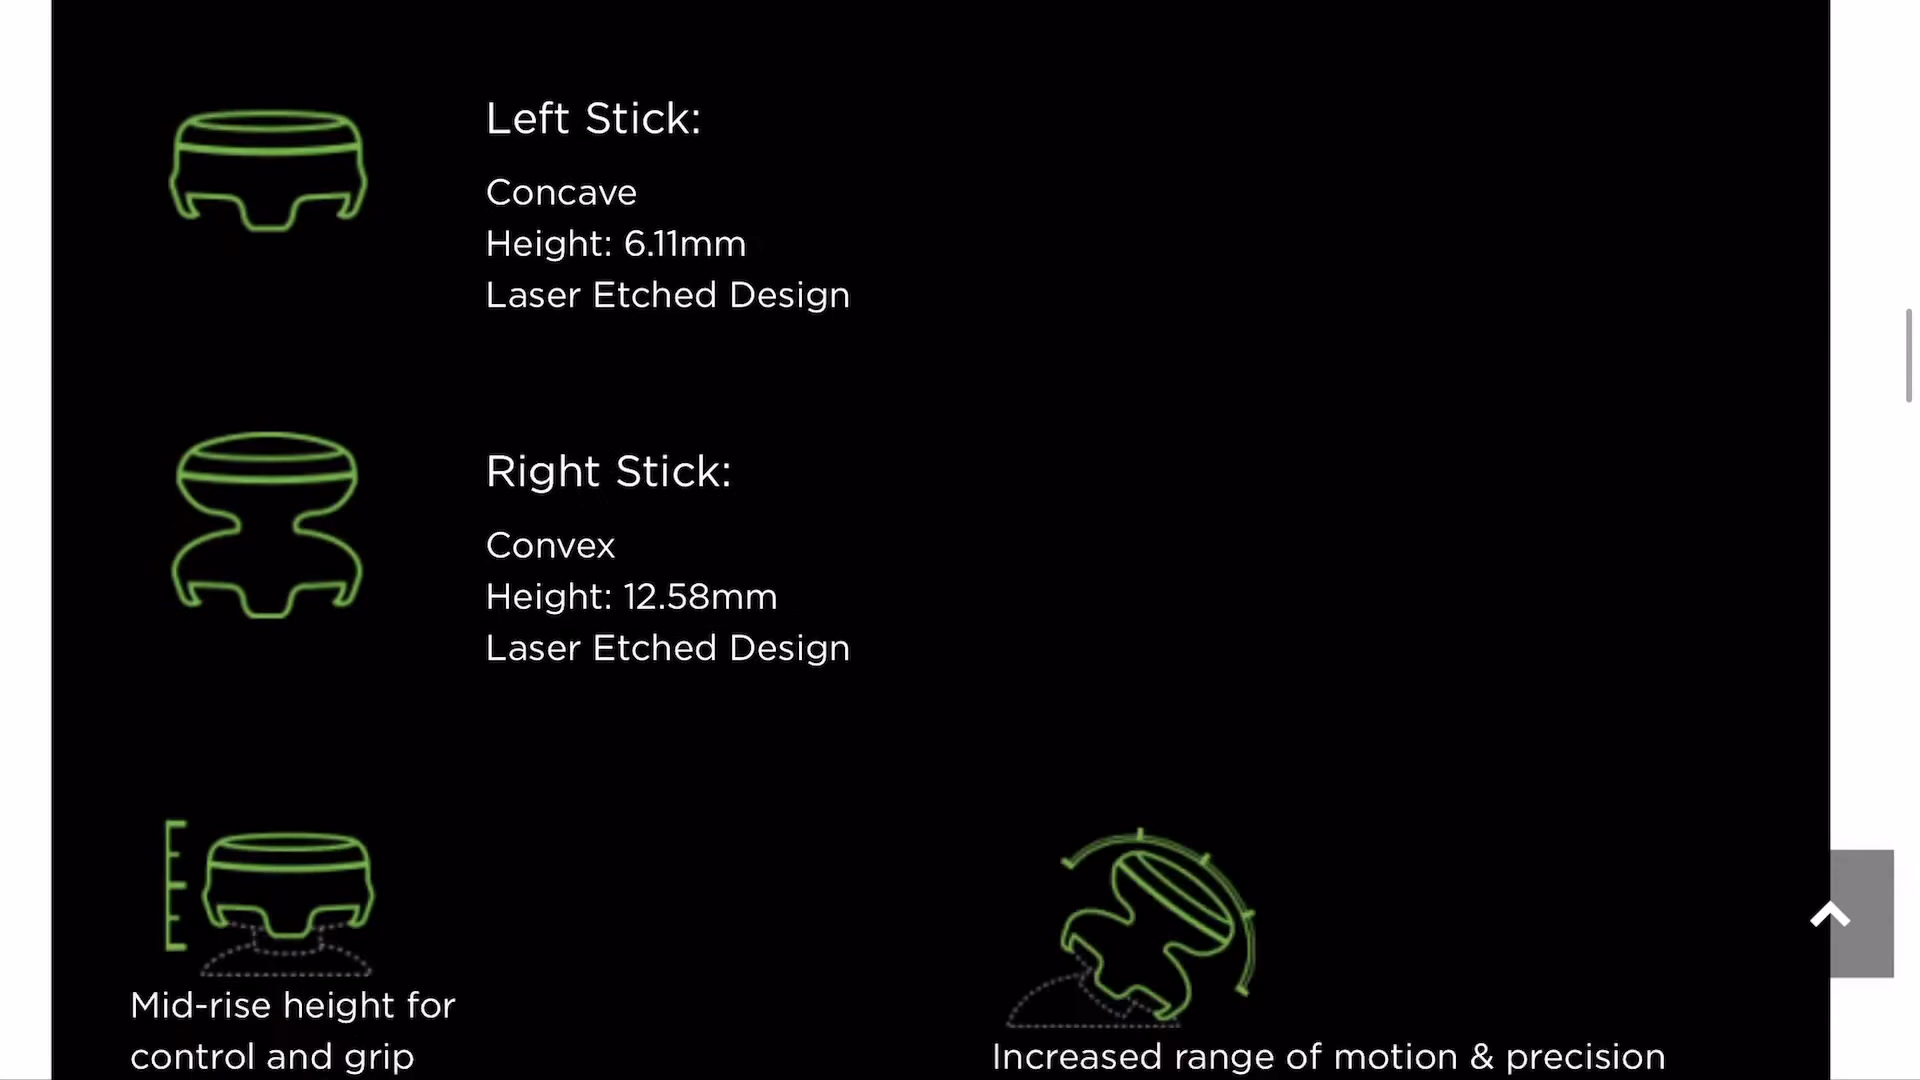 Left Stick:
Concave
Height: 6.11mm
Laser Etched Design
Right Stick:
Convex
Height: 12.58mm
Laser Etched Design
Mid-rise height for
control and grip
Increased range of motion & precision